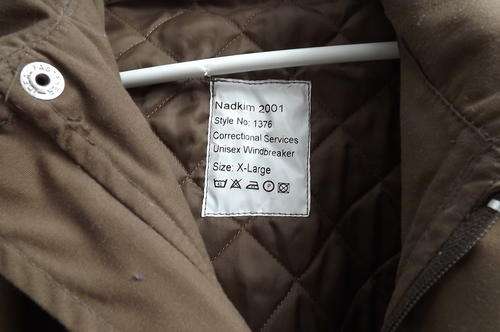 Nadkim 2001
Style No: 1376
Correctional Services
Unisex Windbreaker
Size: X-Large